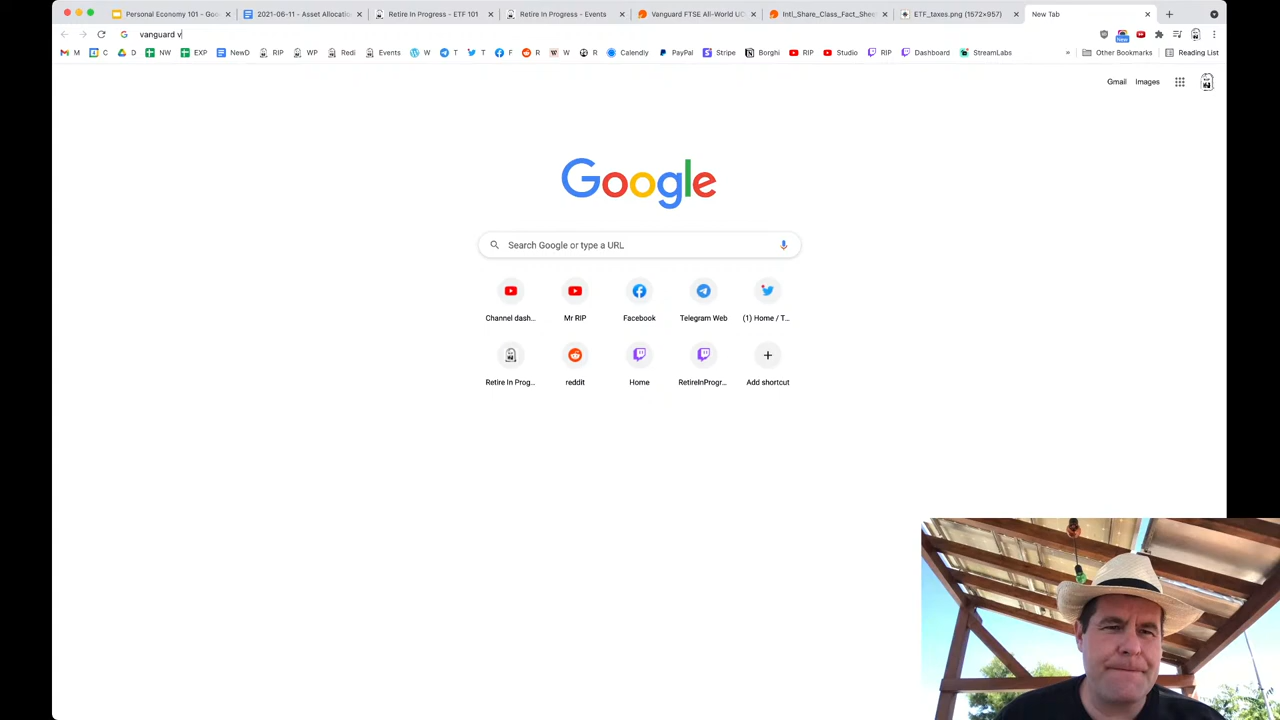 Personal Economy 101 - Goo
2021-06-11 - Asset Allocatio
Retire In Progress - ETF 101
Retire In Progress - Events
Vanguard FTSE All-World UC
Intl_Share_Class_Fact_Shee
ETF_taxes.png (1572×957)
New Tab
vanguard v
New
M
C
D
NW
EXP
NewD
RIP
WP
Redi
Events
W
T
T
F
R
W
R
Calendly
PayPal
Stripe
Borghi
RIP
Studio
RIP
Dashboard
StreamLabs
»
Other Bookmarks
Reading List
Gmail
Images
Google
Search Google or type a URL
Channel dash...
Mr RIP
Facebook
Telegram Web
(1) Home / T...
Retire In Prog...
reddit
Home
RetireInProgr...
Add shortcut